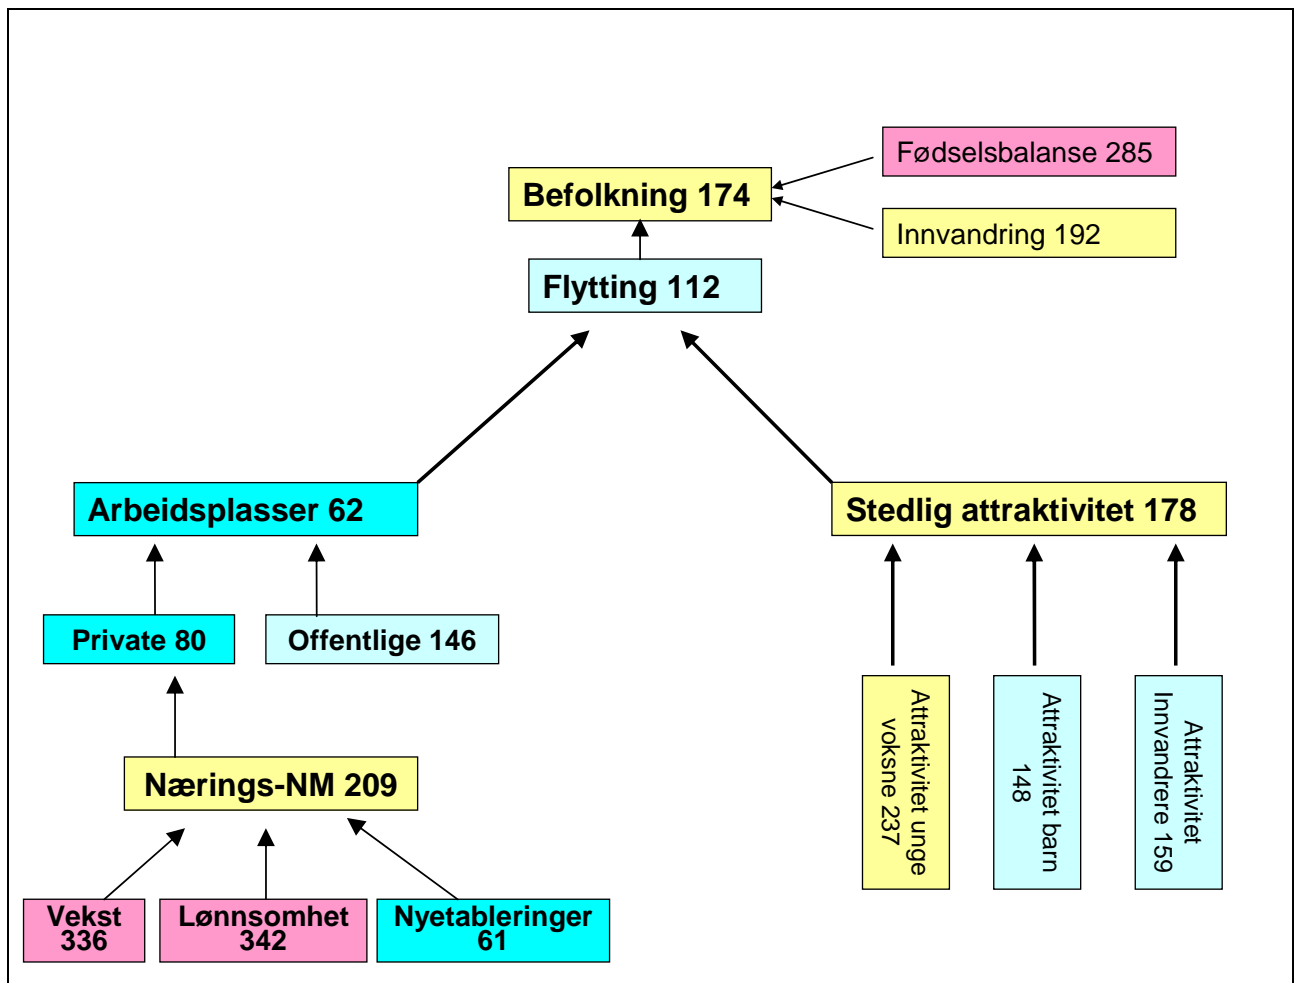 Fødselsbalanse 285
Befolkning 174
Innvandring 192
Flytting 112
Arbeidsplasser 62
Stedlig attraktivitet 178
Private 80
Offentlige 146
Attraktivitet unge
voksne 237
Attraktivitet barn
148
Attraktivitet
Innvandrere 159
Nærings-NM 209
Vekst
336
Lønnsomhet
342
Nyetableringer
61